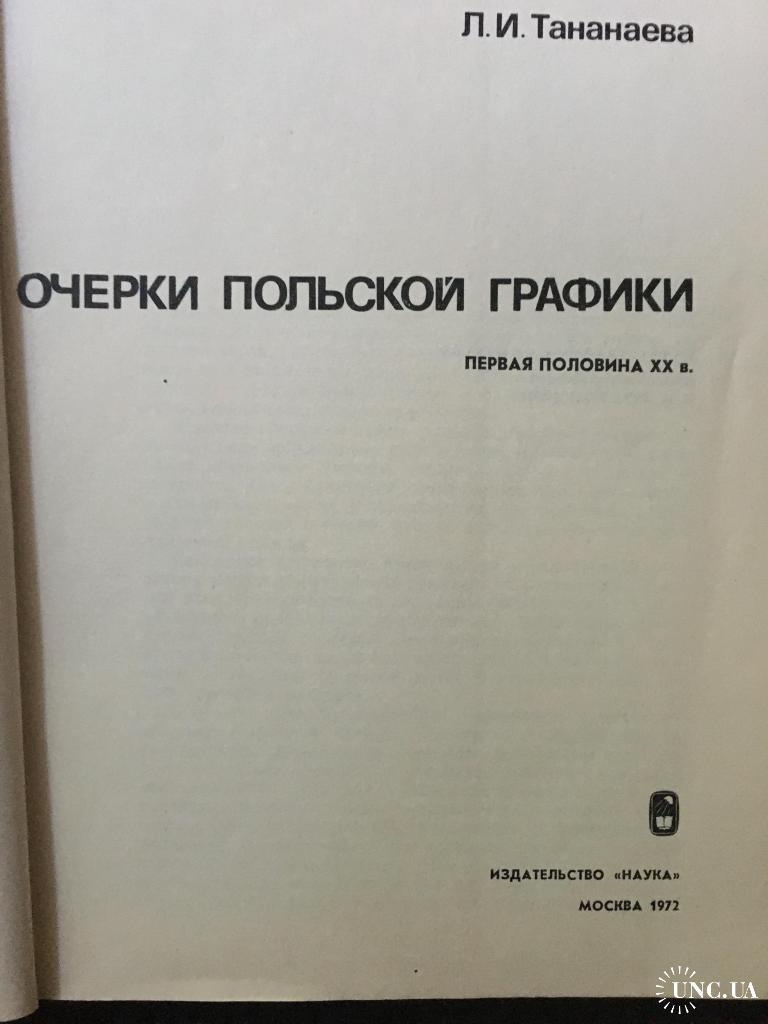 Л. И. Тананаева
ОЧЕРКИ ПОЛЬСКОЙ ГРАФИКИ
ПЕРВАЯ ПОЛОВИНА XX в.
ИЗДАТЕЛЬСТВО «НАУКА»
МОСКВА 1972
UNC.UA